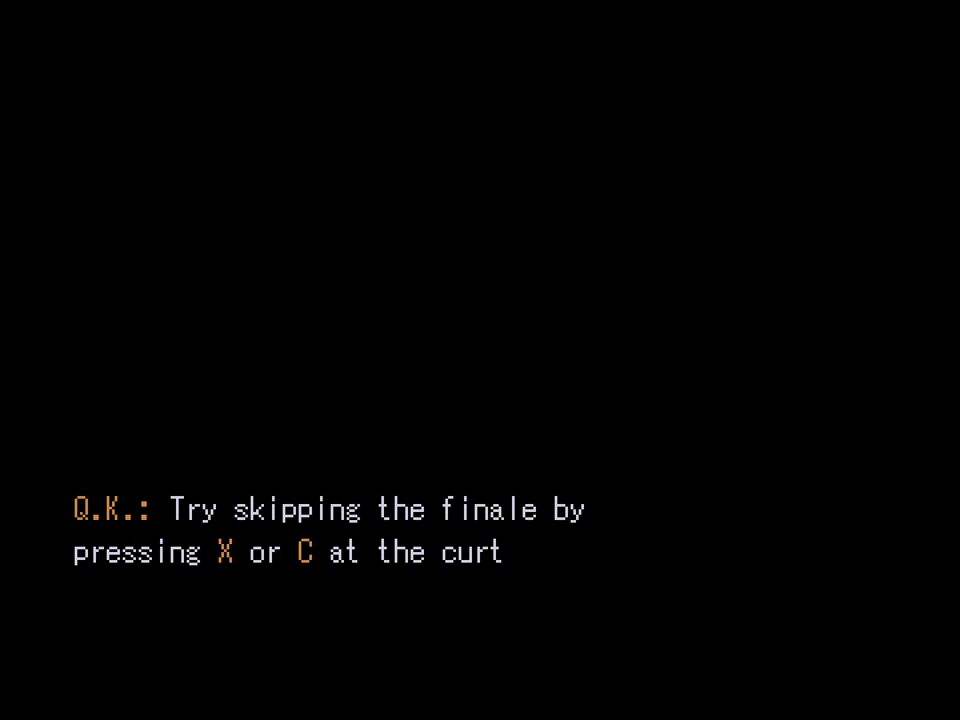 Q.K.: Try skipping the finale by
pressing X or C at the curt